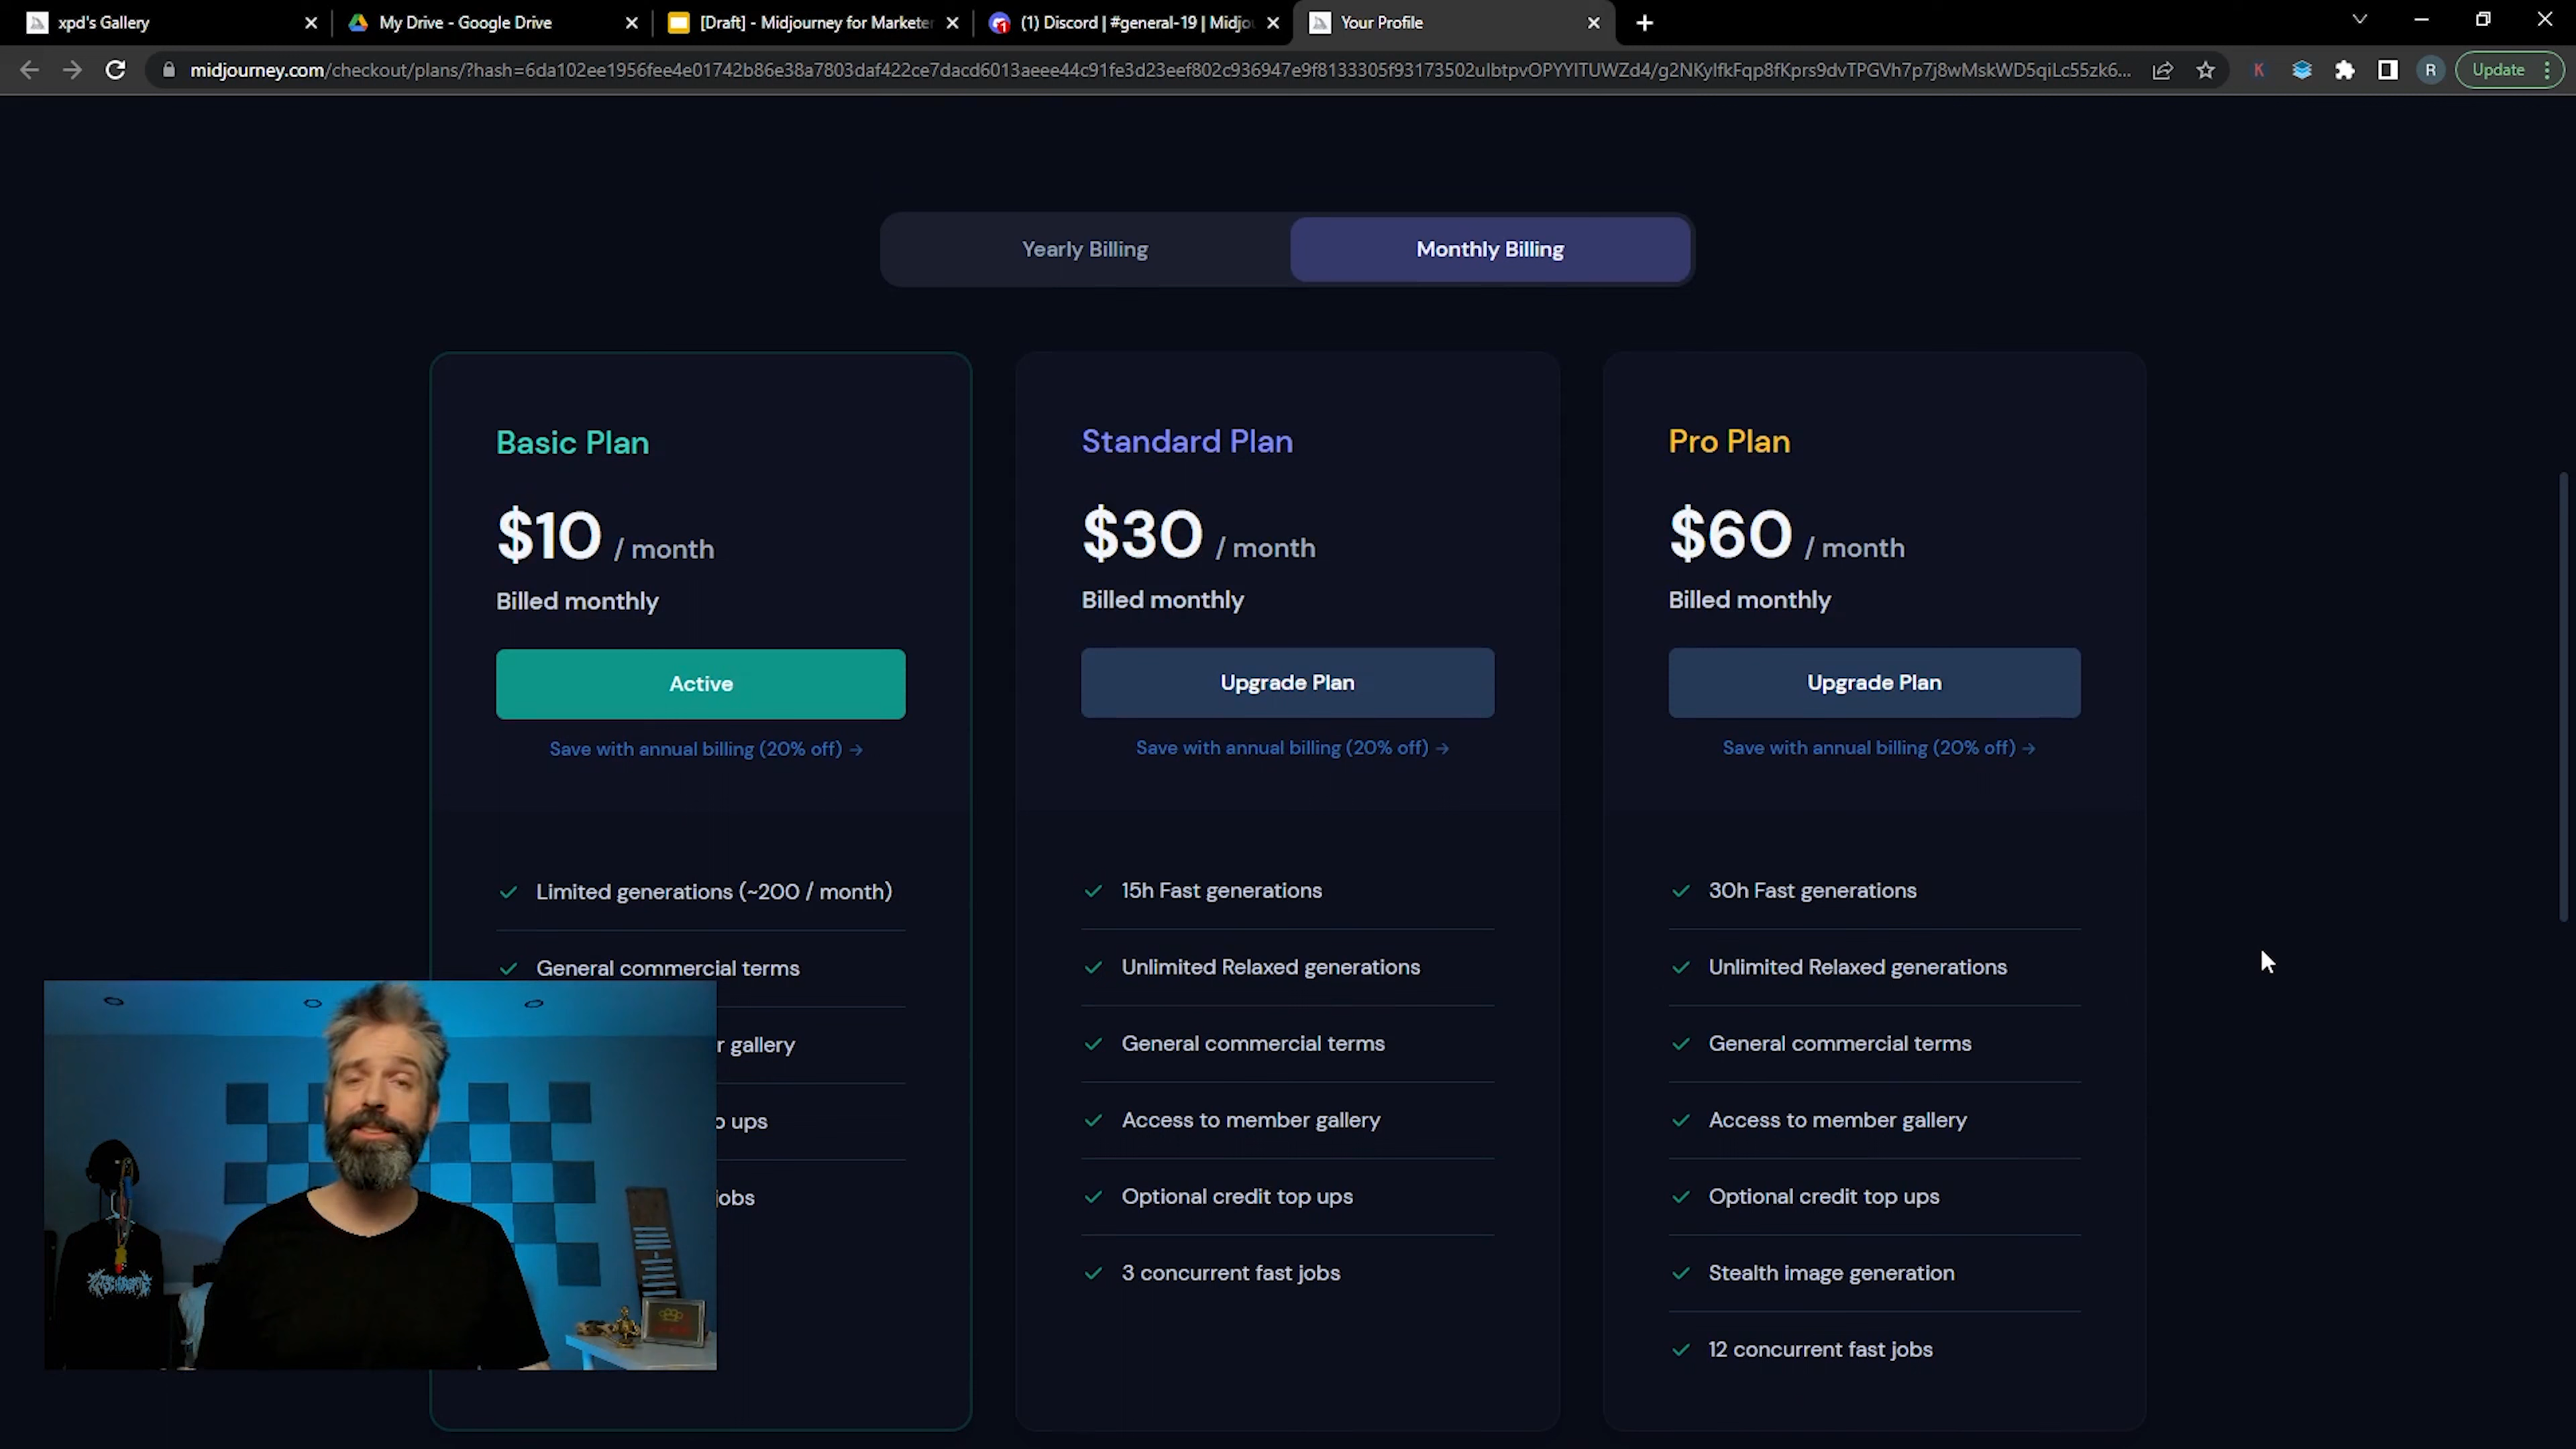 xpd's Gallery
My Drive - Google Drive
[Draft] - Midjourney for Marketer
(1) Discord | #general-19 | Midjo
Your Profile
midjourney.com/checkout/plans/?hash=6da102ee1956fee4e01742b86e38a7803daf422ce7dacd6013aeee44c91fe3d23eef802c936947e9f8133305f93173502uIbtpvOPYYITUWZd4/g2NKyIfkFqp8fKprs9dvTPGVh7p7j8wMskWD5qiLc55zk6...
K
R
Update
Yearly Billing
Monthly Billing
Basic Plan
$10 / month
Billed monthly
Active
Save with annual billing (20% off) →
Limited generations (~200 / month)
General commercial terms
r gallery
ups
jobs
Standard Plan
$30 / month
Billed monthly
Upgrade Plan
Save with annual billing (20% off) →
15h Fast generations
Unlimited Relaxed generations
General commercial terms
Access to member gallery
Optional credit top ups
3 concurrent fast jobs
Pro Plan
$60 / month
Billed monthly
Upgrade Plan
Save with annual billing (20% off) →
30h Fast generations
Unlimited Relaxed generations
General commercial terms
Access to member gallery
Optional credit top ups
Stealth image generation
12 concurrent fast jobs